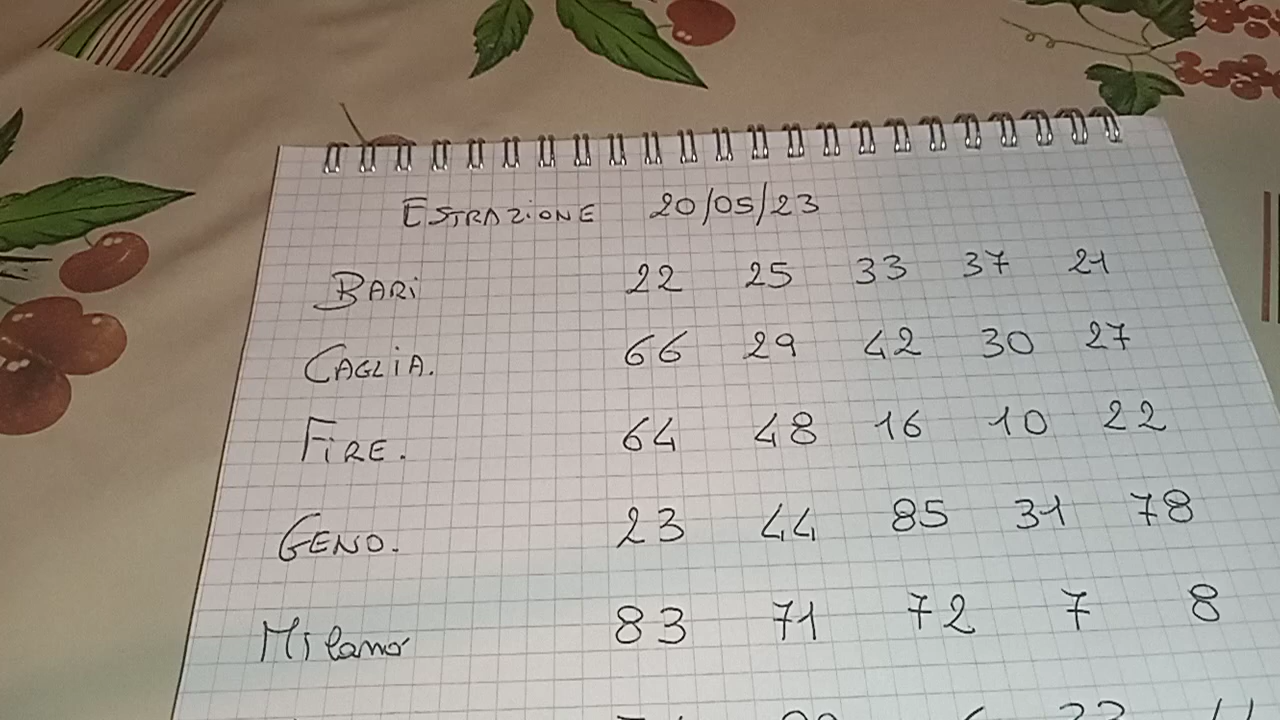 ESTRAZIONE 20/05/23
BARI 22 25 33 37 21
CAGLIA. 66 29 42 30 27
FIRE. 64 48 16 10 22
GENO. 23 44 85 31 78
Milano 83 71 72 7 8